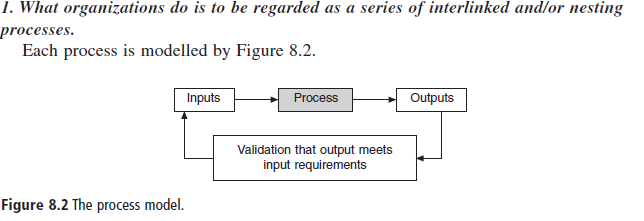 1. What organizations do is to be regarded as a series of interlinked and/or nesting
processes.
Each process is modelled by Figure 8.2.
Inputs
Process
Outputs
Validation that output meets
input requirements
Figure 8.2 The process model.